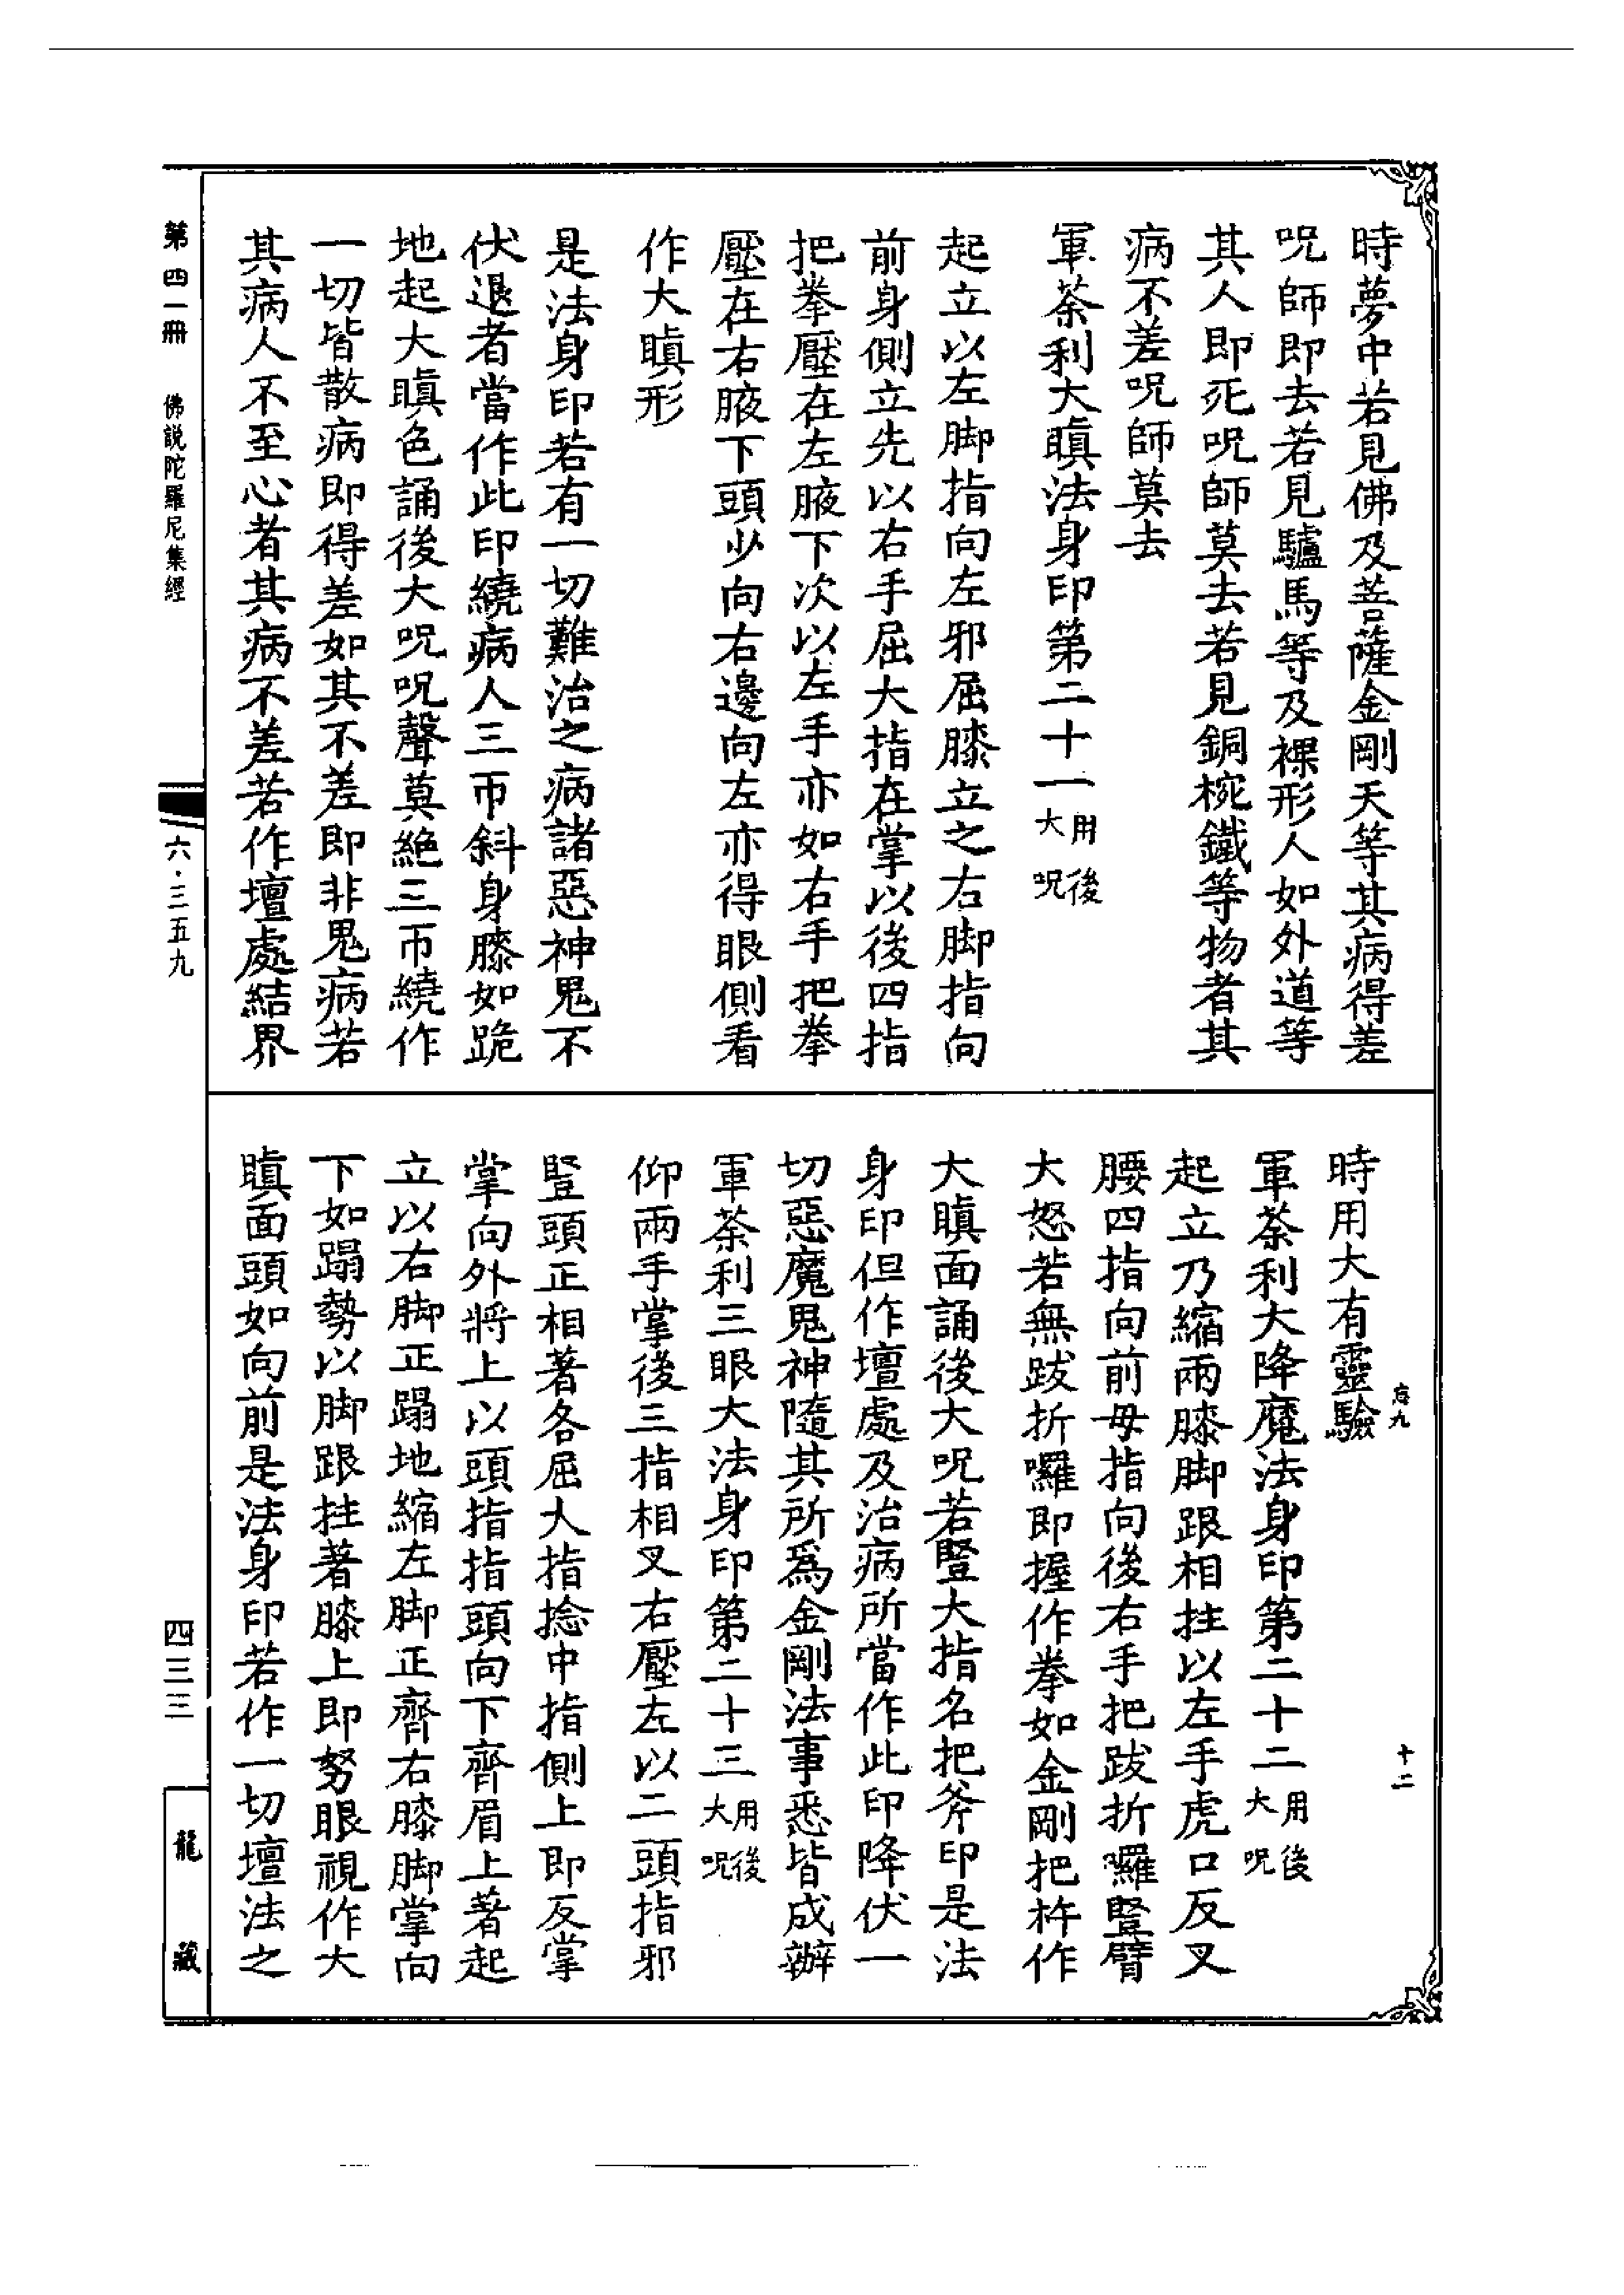 時夢中若見佛及菩薩金剛天等其病得差
呪師即去若見驢馬等及裸形人如外道等
其人即死呪師莫去若見銅椀鐵等物者其
病不差呪師莫去
軍荼利大瞋法身印第二十一用後大呪
起立以左脚指向左邪屈膝立之右脚指向
前身側立先以右手屈大指在掌以後四指
把拳壓在左腋下次以左手亦如右手把拳
壓在右腋下頭少向右邊向左亦得眼側看
作大瞋形
是法身印若有一切難治之病諸惡神鬼不
伏退者當作此印繞病人三帀斜身膝如跪
地起大瞋色誦後大呪呪聲莫絕三帀繞作
一切皆散病即得差如其不差即非鬼病若
其病人不至心者其病不差若作壇處結界
時用大有靈驗
軍荼利大降魔法身印第二十二用後大呪
起立乃縮兩膝脚跟相拄以左手虎口反叉
腰四指向前母指向後右手把跋折囉豎臂
大怒若無跋折囉即握作拳如金剛把杵作
大瞋面誦後大呪若豎大指名把斧印是法
身印但作壇處及治病所當作此印降伏一
切惡魔鬼神隨其所爲金剛法事悉皆成辦
軍荼利三眼大法身印第二十三用後大呪
仰兩手掌後三指相叉右壓左以二頭指邪
豎頭正相著各屈大指捻中指側上即反掌
掌向外將上以頭指指頭向下齊眉上著起
立以右脚正蹋地縮左脚正齊右膝脚掌向
下如蹋勢以脚跟拄著膝上即努眼視作大
瞋面頭如向前是法身印若作一切壇法之
十二
第四一冊
佛說陀羅尼集經
六·三五九
四三三
龍藏